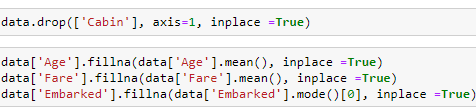 data.drop(['Cabin'], axis=1, inplace =True)
data['Age'].fillna(data['Age'].mean(), inplace =True)
data['Fare'].fillna(data['Fare'].mean(), inplace =True)
data['Embarked'].fillna(data['Embarked'].mode()[0], inplace =True